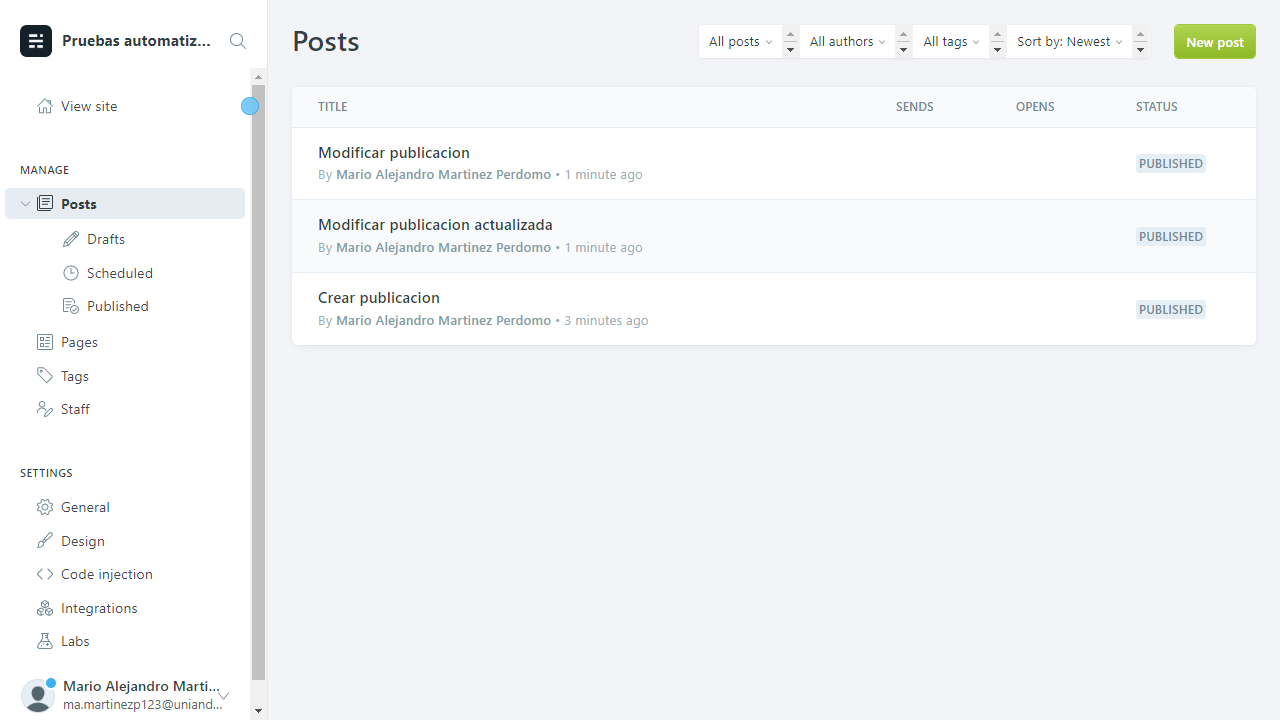 Pruebas automatiz...
View site
MANAGE
Posts
Drafts
Scheduled
Published
Pages
Tags
Staff
SETTINGS
General
Design
Code injection
Integrations
Labs
Mario Alejandro Marti...
ma.martinezp123@uniand...
Posts
All posts
All authors
All tags
Sort by: Newest
New post
TITLE SENDS OPENS STATUS
Modificar publicacion
By Mario Alejandro Martinez Perdomo • 1 minute ago
PUBLISHED
Modificar publicacion actualizada
By Mario Alejandro Martinez Perdomo • 1 minute ago
PUBLISHED
Crear publicacion
By Mario Alejandro Martinez Perdomo • 3 minutes ago
PUBLISHED